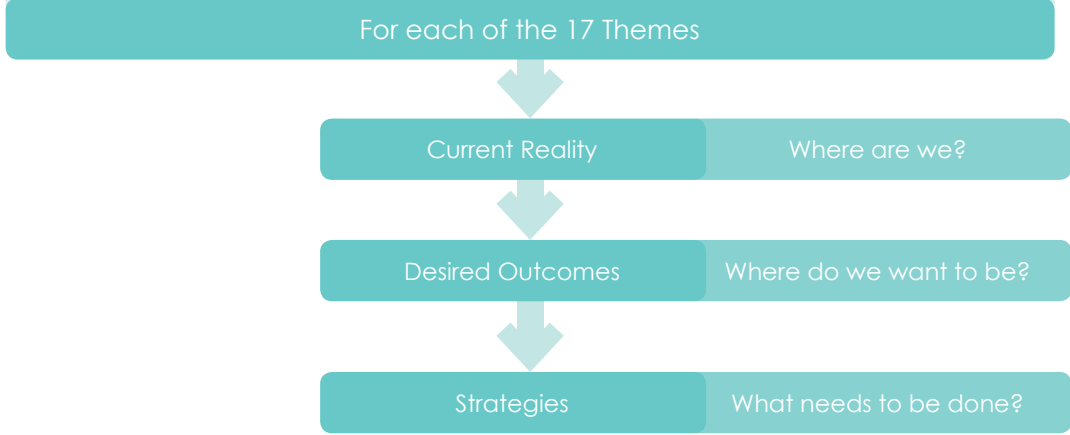 For each of the 17 Themes
Current Reality
Where are we?
Desired Outcomes
Where do we want to be?
Strategies
What needs to be done?